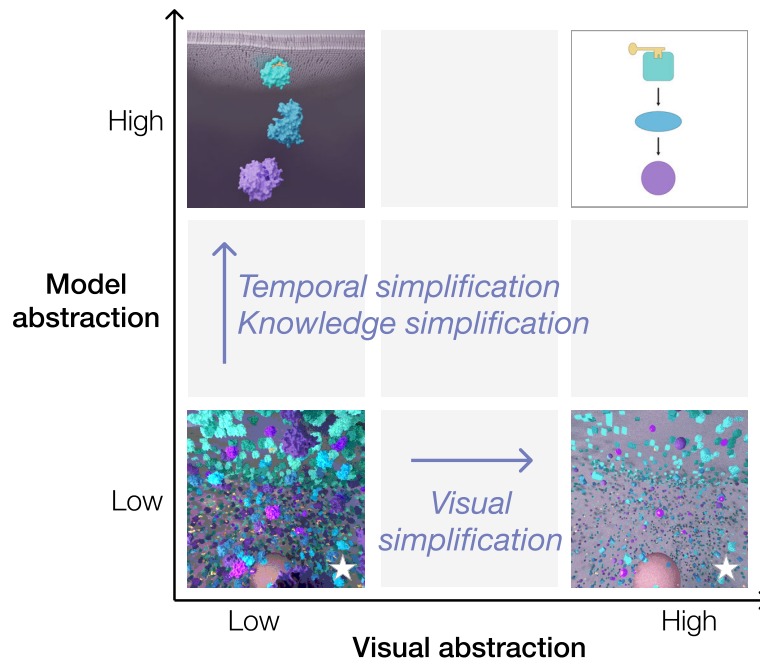 High
Model
abstraction
Temporal simplification
Knowledge simplification
Low
Visual
simplification
Low
High
Visual abstraction